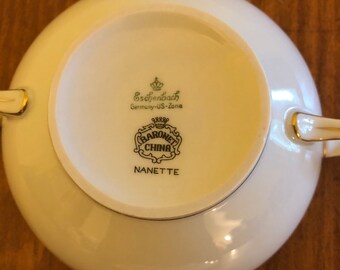 Eschenbach
Germany-US-Zone
BARONET
CHINA
NANETTE